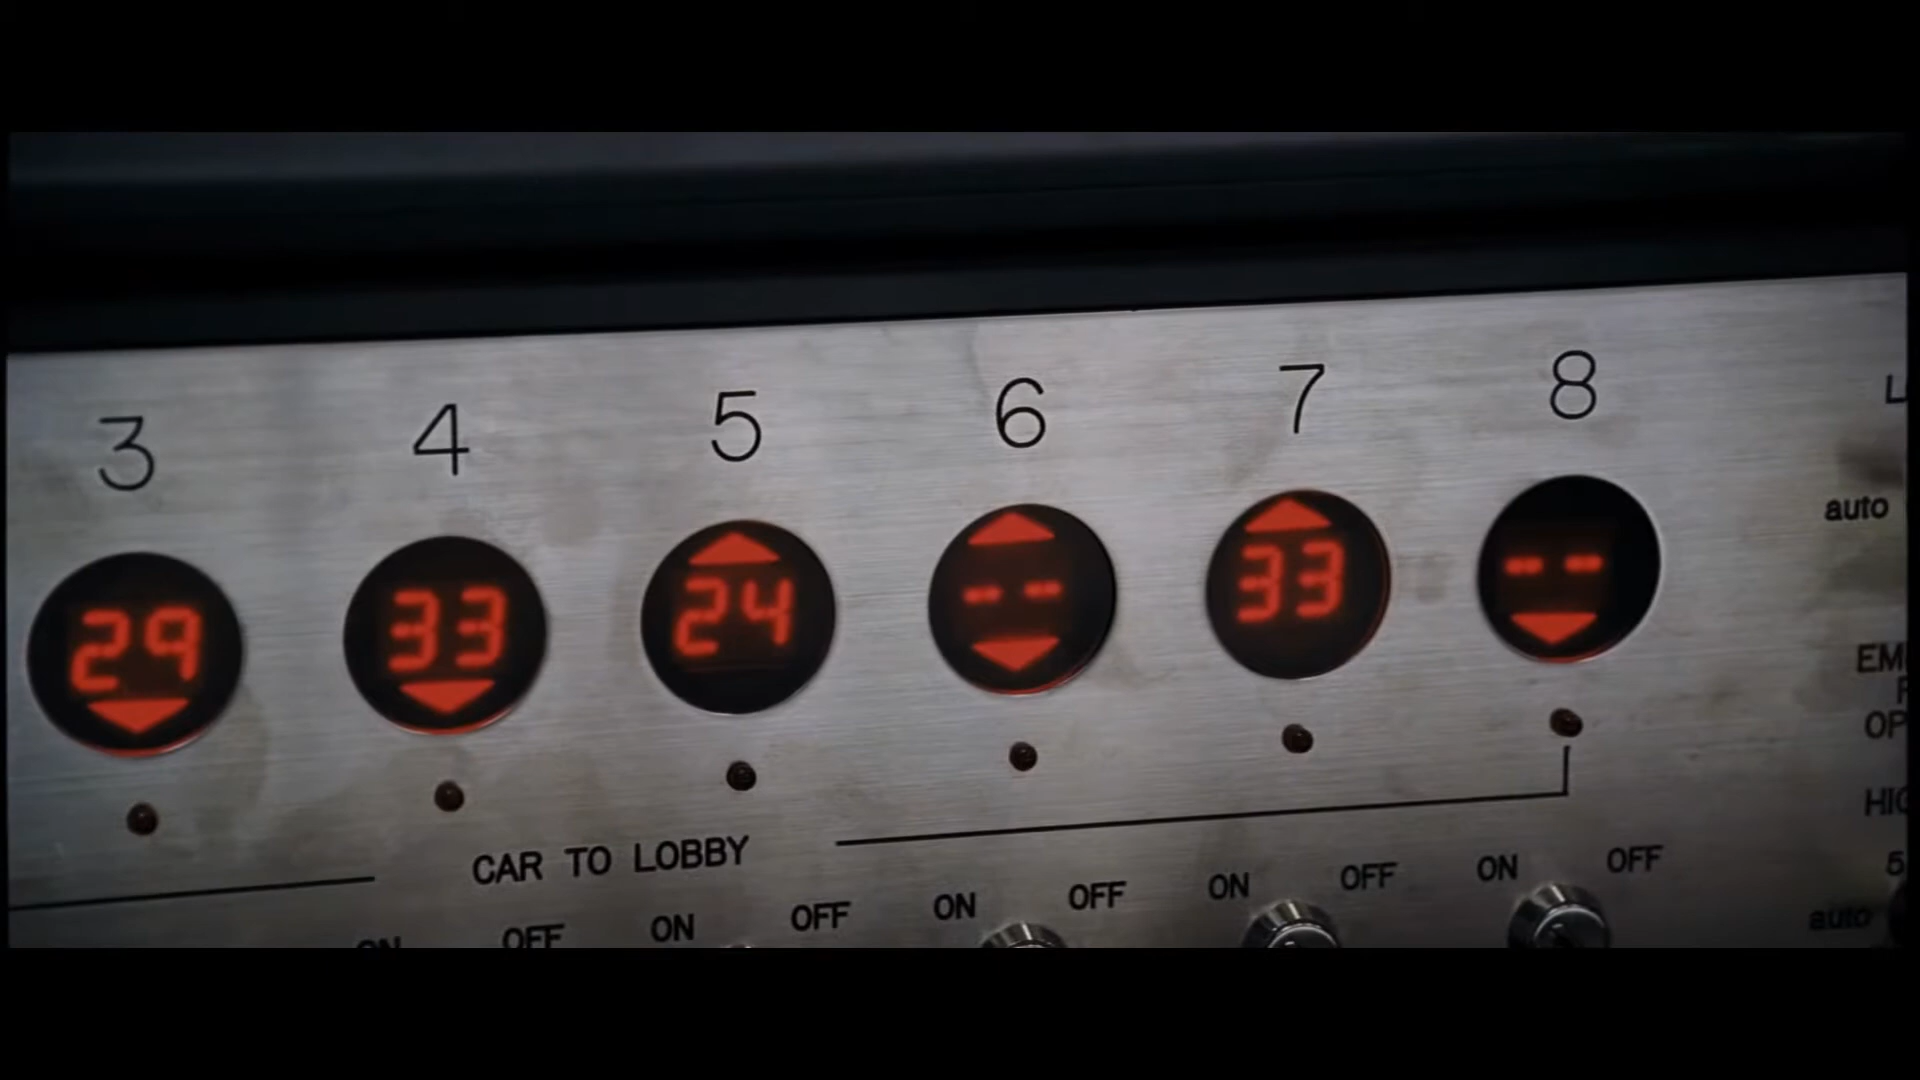 3 4 5 6 7 8
29 33 24 -- 33 --
auto
CAR TO LOBBY
OFF ON OFF ON OFF ON OFF ON OFF
auto